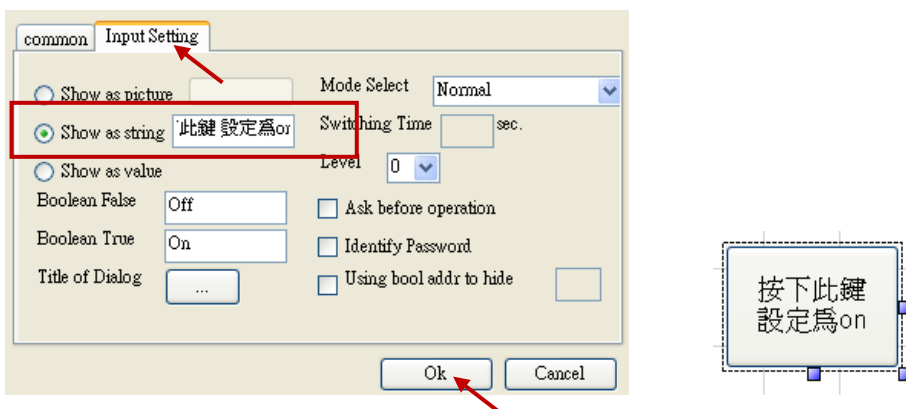 common Input Setting
Show as picture
Show as string 此鍵 設定爲or
Show as value
Boolean False Off
Boolean True On
Title of Dialog ...
Mode Select Normal
Switching Time sec.
Level 0
Ask before operation
Identify Password
Using bool addr to hide
Ok Cancel
按下此鍵
設定爲on